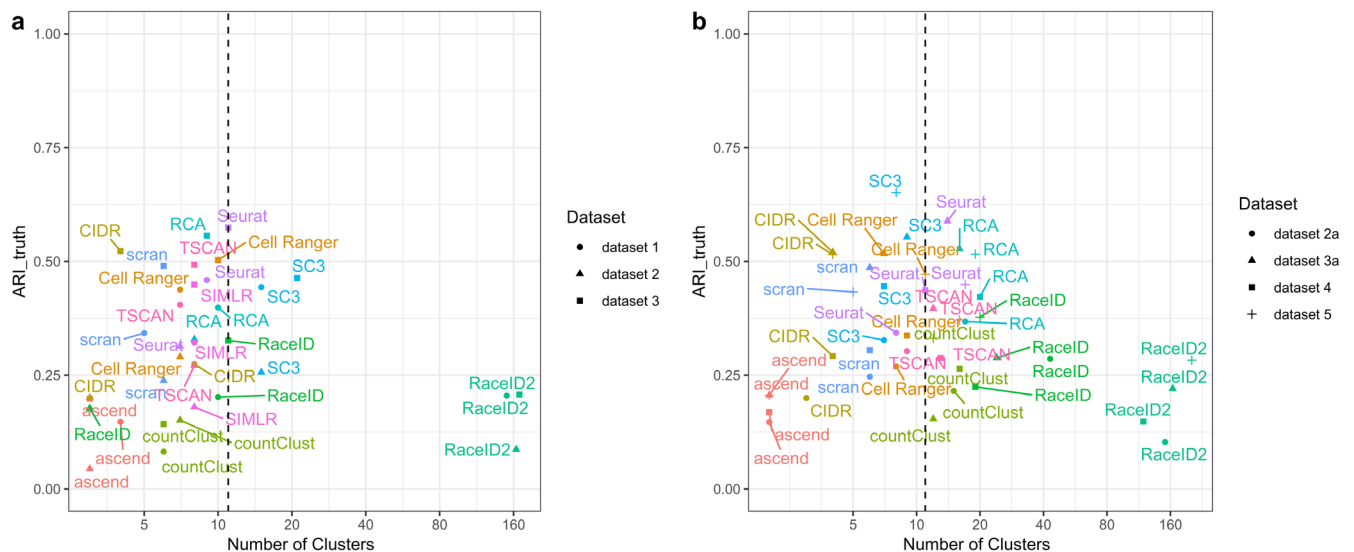 a
1.00
0.75
0.50
0.25
0.00
ARI_truth
5
10
20
40
80
160
Number of Clusters
Seurat
RCA
CIDR
TSCAN
Cell Ranger
scran
Seurat
SC3
Cell Ranger
SIMLR
SC3
TSCAN
RCA
RCA
scran
Seurat
RaceID
SIMLR
Cell Ranger
SC3
CIDR
CIDR
scran
TSCAN
RaceID
ascend
RaceID2
RaceID2
RaceID
SIMLR
countClust
countClust
ascend
countClust
RaceID2
ascend
Dataset
dataset 1
dataset 2
dataset 3
b
1.00
0.75
0.50
0.25
0.00
ARI_truth
5
10
20
40
80
160
Number of Clusters
SC3
Seurat
CIDR
Cell Ranger
SC3
RCA
CIDR
Cell Ranger
RCA
scran
Seurat
Seurat
scran
SC3
TSCAN
RCA
RaceID
TSCAN
Seurat
Cell Ranger
RCA
countClust
SC3
CIDR
TSCAN
TSCAN
RaceID
RaceID2
scran
ascend
scran
Cell Ranger
countClust
RaceID
RaceID2
ascend
CIDR
RaceID
RaceID2
ascend
countClust
countClust
ascend
RaceID2
Dataset
dataset 2a
dataset 3a
dataset 4
dataset 5